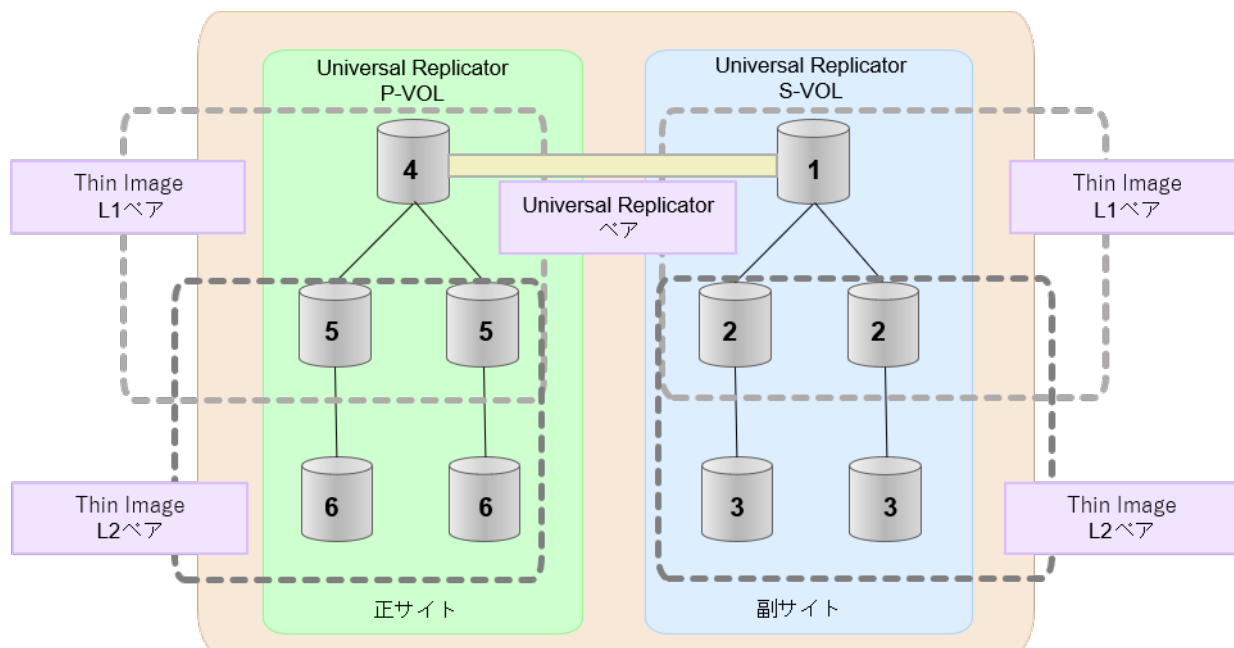 Universal Replicator
P-VOL
Universal Replicator
S-VOL
4
1
Thin Image
L1ペア
Universal Replicator
ペア
Thin Image
L1ペア
5
5
2
2
6
6
3
3
Thin Image
L2ペア
Thin Image
L2ペア
正サイト
副サイト